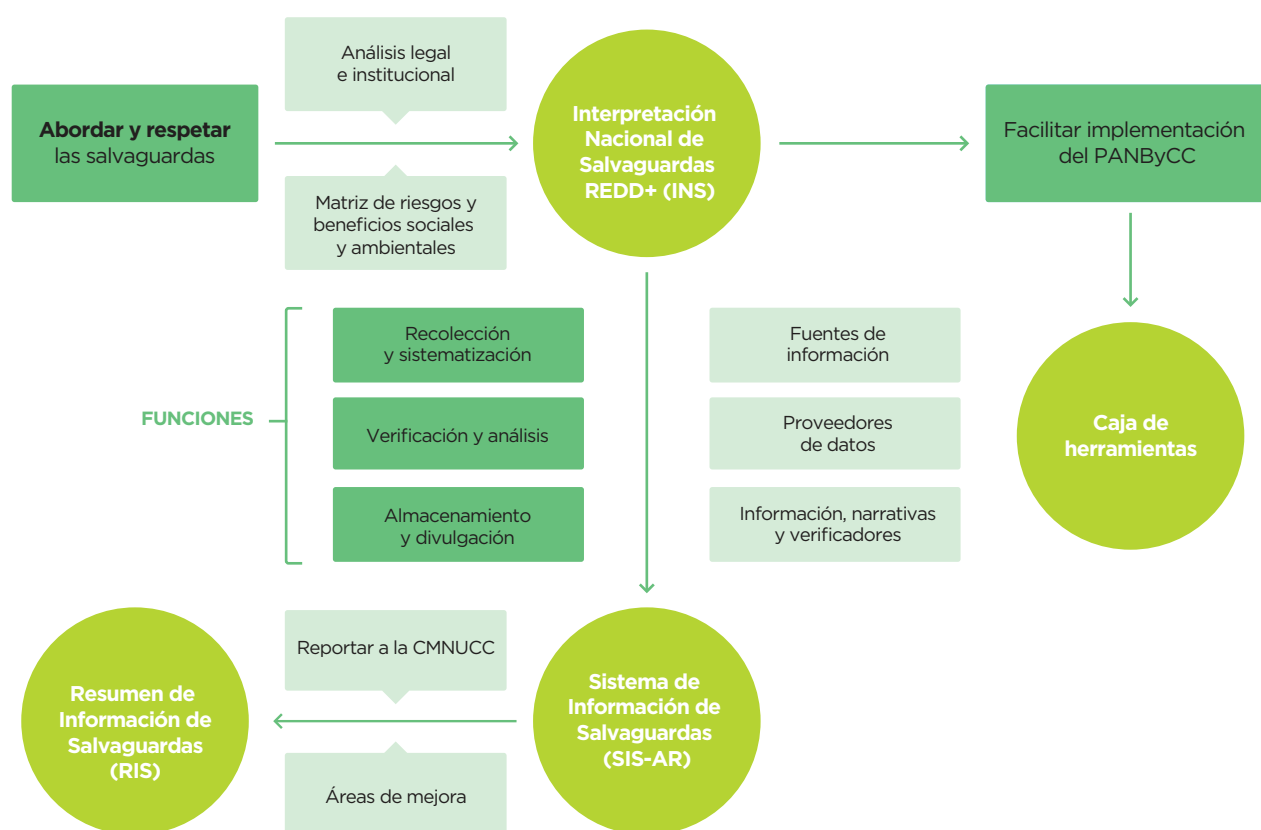 Análisis legal
e institucional
Abordar y respetar
las salvaguardas
Matriz de riesgos y
beneficios sociales
y ambientales
Interpretación
Nacional de
Salvaguardas
REDD+ (INS)
Facilitar implementación
del PANByCC
FUNCIONES
Recolección
y sistematización
Verificación y análisis
Almacenamiento
y divulgación
Fuentes de
información
Proveedores
de datos
Información, narrativas
y verificadores
Caja de
herramientas
Resumen de
Información de
Salvaguardas
(RIS)
Reportar a la CMNUCC
Áreas de mejora
Sistema de
Información de
Salvaguardas
(SIS-AR)